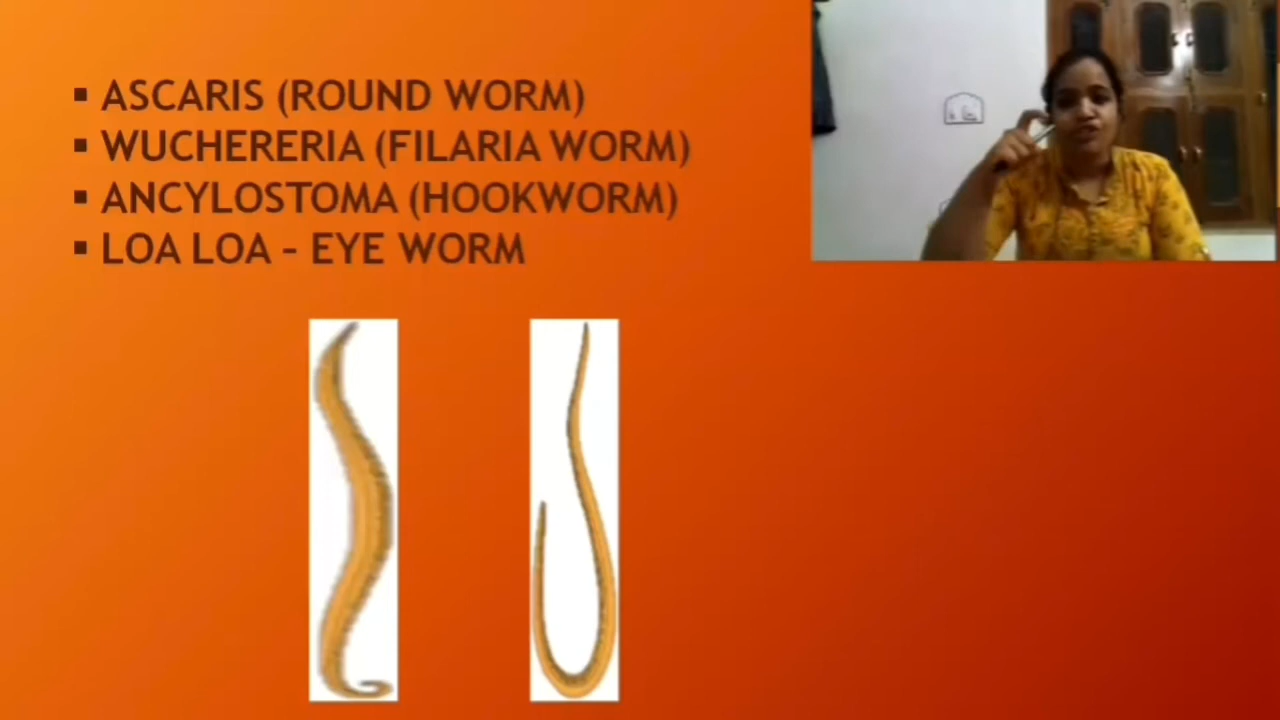 ▪ ASCARIS (ROUND WORM)
▪ WUCHERERIA (FILARIA WORM)
▪ ANCYLOSTOMA (HOOKWORM)
▪ LOA LOA – EYE WORM